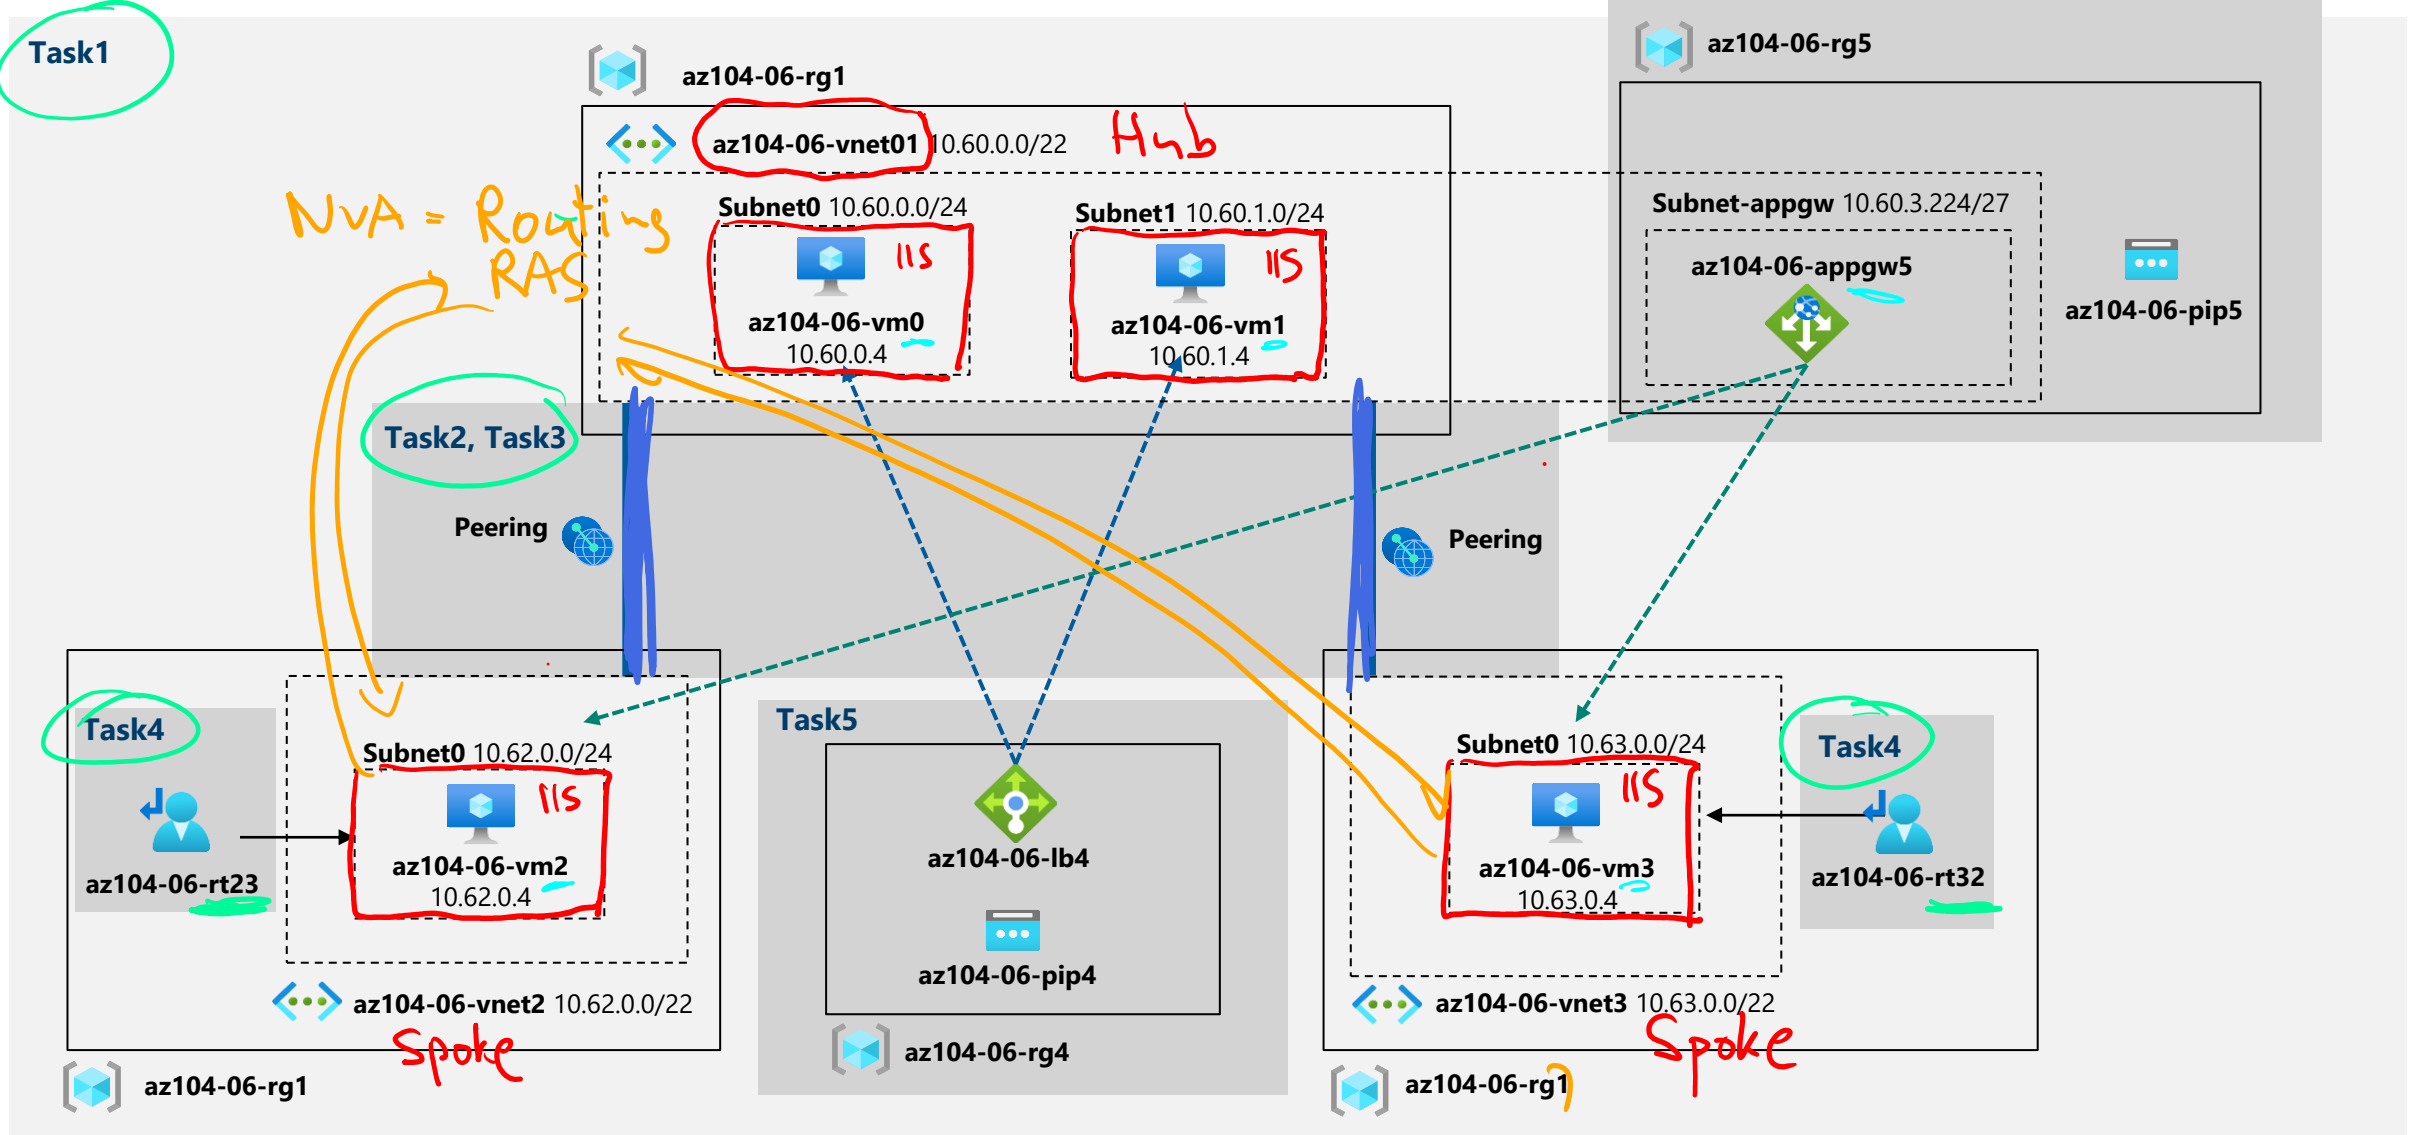 Task1
az104-06-rg1
az104-06-vnet01 10.60.0.0/22
Hub
az104-06-rg5
NVA = Routing
RAS
Subnet0 10.60.0.0/24
IIS
az104-06-vm0
10.60.0.4
Subnet1 10.60.1.0/24
IIS
az104-06-vm1
10.60.1.4
Subnet-appgw 10.60.3.224/27
az104-06-appgw5
az104-06-pip5
Task2, Task3
Peering
Peering
Task4
Subnet0 10.62.0.0/24
IIS
az104-06-vm2
10.62.0.4
az104-06-rt23
az104-06-vnet2 10.62.0.0/22
Spoke
az104-06-rg1
Task5
az104-06-lb4
az104-06-pip4
az104-06-rg4
Subnet0 10.63.0.0/24
IIS
az104-06-vm3
10.63.0.4
Task4
az104-06-rt32
az104-06-vnet3 10.63.0.0/22
Spoke
az104-06-rg1